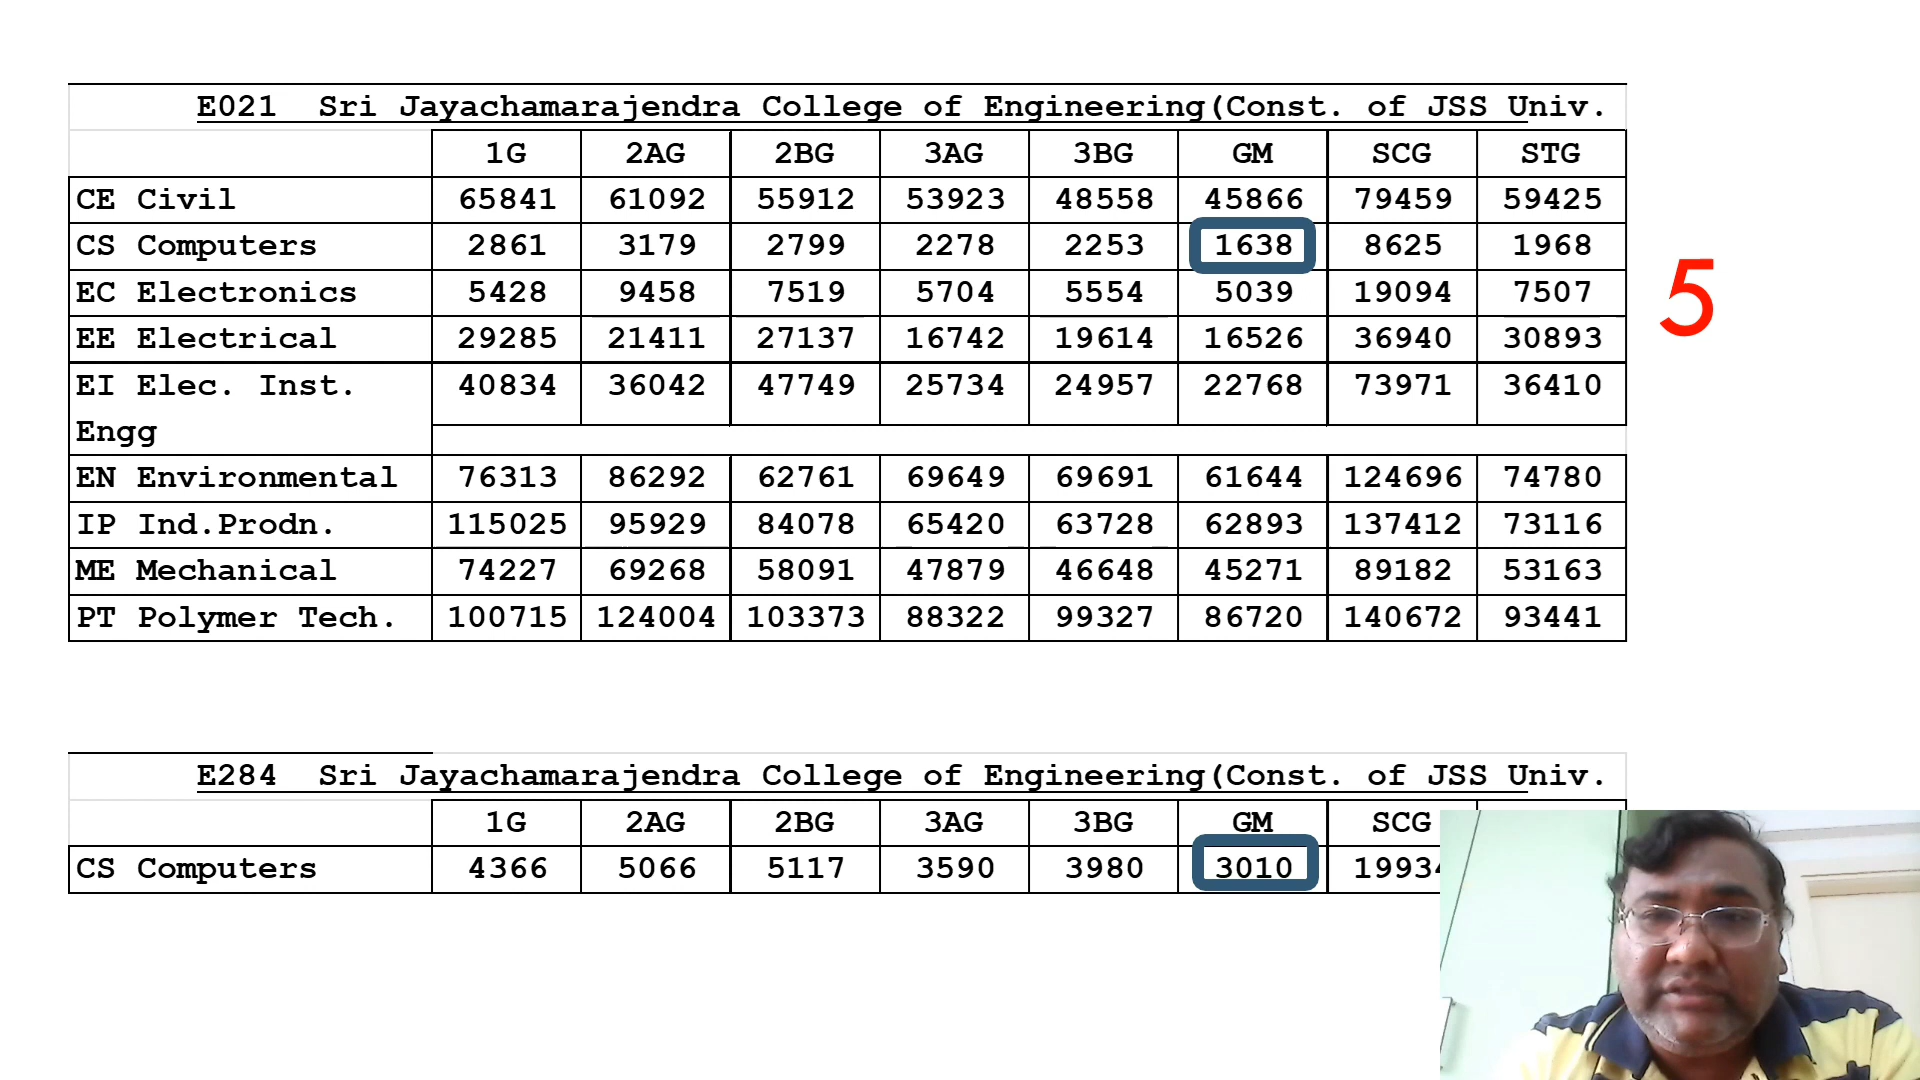 E021 Sri Jayachamarajendra College of Engineering(Const. of JSS Univ.
1G 2AG 2BG 3AG 3BG GM SCG STG
CE Civil 65841 61092 55912 53923 48558 45866 79459 59425
CS Computers 2861 3179 2799 2278 2253 1638 8625 1968
EC Electronics 5428 9458 7519 5704 5554 5039 19094 7507
EE Electrical 29285 21411 27137 16742 19614 16526 36940 30893
EI Elec. Inst. 40834 36042 47749 25734 24957 22768 73971 36410
Engg
EN Environmental 76313 86292 62761 69649 69691 61644 124696 74780
IP Ind.Prodn. 115025 95929 84078 65420 63728 62893 137412 73116
ME Mechanical 74227 69268 58091 47879 46648 45271 89182 53163
PT Polymer Tech. 100715 124004 103373 88322 99327 86720 140672 93441
5
E284 Sri Jayachamarajendra College of Engineering(Const. of JSS Univ.
1G 2AG 2BG 3AG 3BG GM SCG
CS Computers 4366 5066 5117 3590 3980 3010